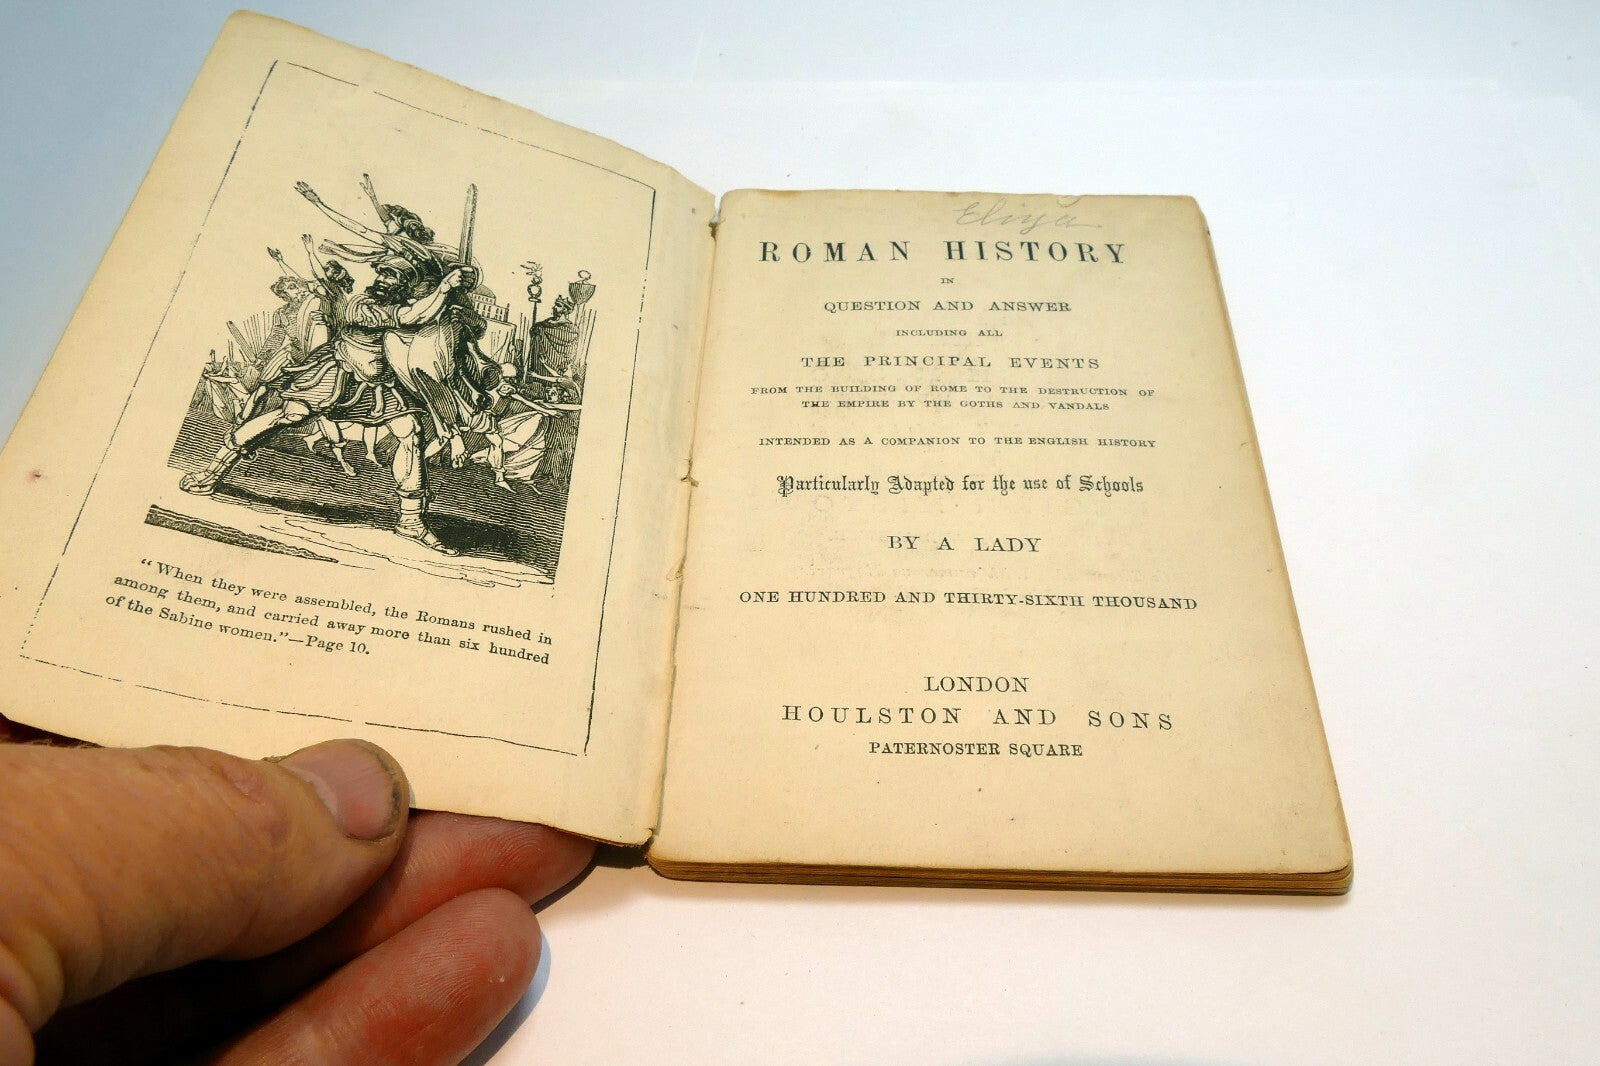 “When they were assembled, the Romans rushed in
among them, and carried away more than six hundred
of the Sabine women.”—Page 10.
ROMAN HISTORY
IN
QUESTION AND ANSWER
INCLUDING ALL
THE PRINCIPAL EVENTS
FROM THE BUILDING OF ROME TO THE DESTRUCTION OF
THE EMPIRE BY THE GOTHS AND VANDALS
INTENDED AS A COMPANION TO THE ENGLISH HISTORY
Particularly Adapted for the use of Schools
BY A LADY
ONE HUNDRED AND THIRTY-SIXTH THOUSAND
LONDON
HOULSTON AND SONS
PATERNOSTER SQUARE